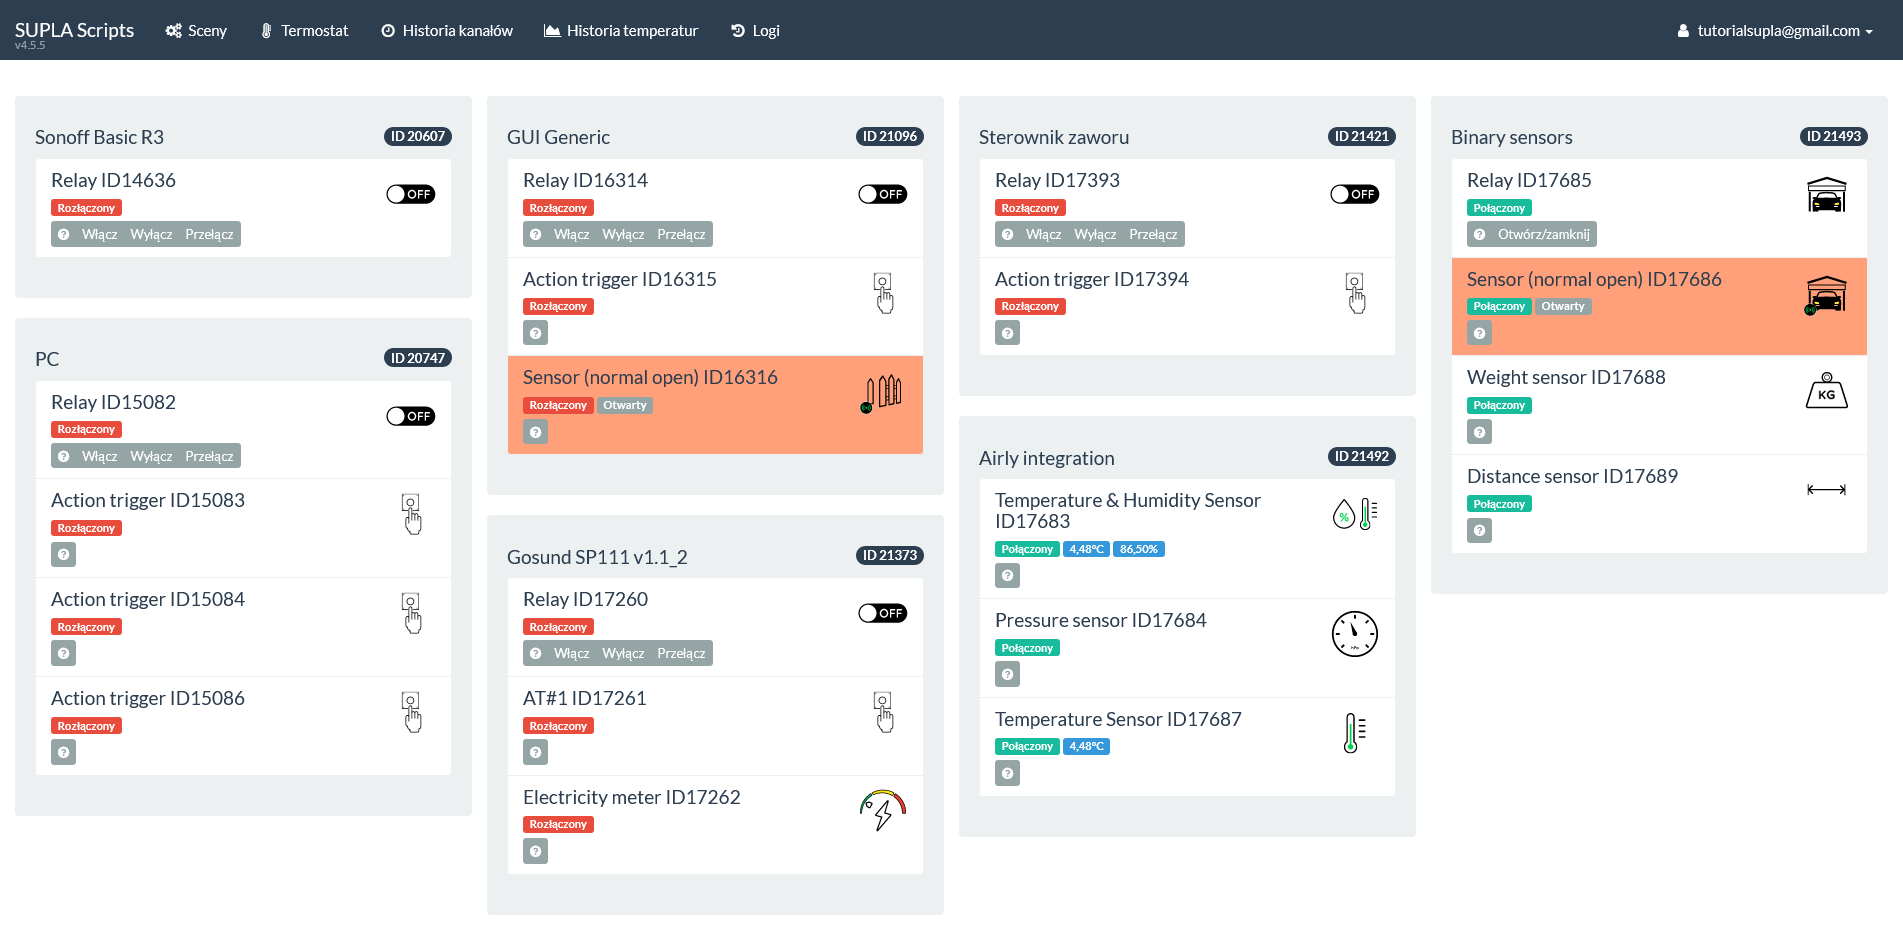 SUPLA Scripts
v4.5.5
Sceny
Termostat
Historia kanałów
Historia temperatur
Logi
tutorialsupla@gmail.com
Sonoff Basic R3
ID 20607
Relay ID14636
OFF
Rozłączony
Włącz Wyłącz Przełącz
PC
ID 20747
Relay ID15082
OFF
Rozłączony
Włącz Wyłącz Przełącz
Action trigger ID15083
Rozłączony
Action trigger ID15084
Rozłączony
Action trigger ID15086
Rozłączony
GUI Generic
ID 21096
Relay ID16314
OFF
Rozłączony
Włącz Wyłącz Przełącz
Action trigger ID16315
Rozłączony
Sensor (normal open) ID16316
Rozłączony Otwarty
Gosund SP111 v1.1_2
ID 21373
Relay ID17260
OFF
Rozłączony
Włącz Wyłącz Przełącz
AT#1 ID17261
Rozłączony
Electricity meter ID17262
Rozłączony
Sterownik zaworu
ID 21421
Relay ID17393
OFF
Rozłączony
Włącz Wyłącz Przełącz
Action trigger ID17394
Rozłączony
Airly integration
ID 21492
Temperature & Humidity Sensor
ID17683
%
Połączony 4,48°C 86,50%
Pressure sensor ID17684
hPa
Połączony
Temperature Sensor ID17687
Połączony 4,48°C
Binary sensors
ID 21493
Relay ID17685
Połączony
Otwórz/zamknij
Sensor (normal open) ID17686
Połączony Otwarty
Weight sensor ID17688
KG
Połączony
Distance sensor ID17689
Połączony